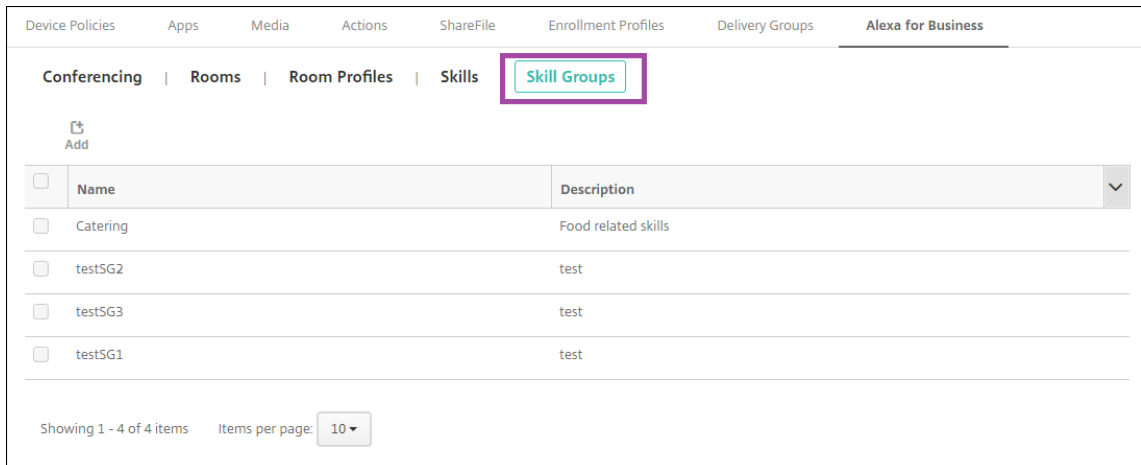 Device Policies Apps Media Actions ShareFile Enrollment Profiles Delivery Groups Alexa for Business
Conferencing | Rooms | Room Profiles | Skills Skill Groups
Add
Name Description
Catering Food related skills
testSG2 test
testSG3 test
testSG1 test
Showing 1 - 4 of 4 items Items per page: 10